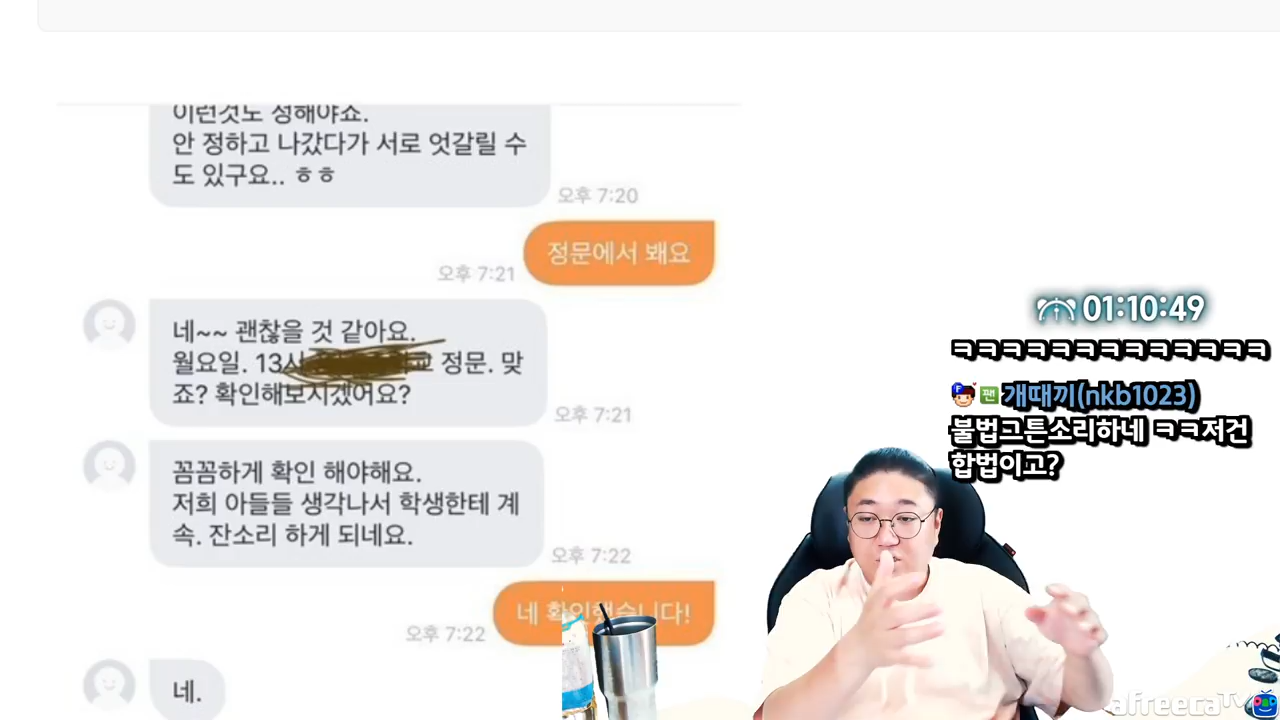 이런것도 정해야죠.
안 정하고 나갔다가 서로 엇갈릴 수
도 있구요.. ㅎㅎ
오후 7:20
정문에서 봬요
오후 7:21
네~~ 괜찮을 것 같아요.
월요일. 13시 정문. 맞
죠? 확인해보시겠어요?
오후 7:21
꼼꼼하게 확인 해야해요.
저희 아들들 생각나서 학생한테 계
속. 잔소리 하게 되네요.
오후 7:22
네 확인했습니다!
오후 7:22
네.
01:10:49
ㅋㅋㅋㅋㅋㅋㅋㅋㅋㅋㅋㅋㅋ
F 팬 개때끼(nkb1023)
불법그튼소리하네 ㅋㅋ저건
합법이고?
afreecaTV